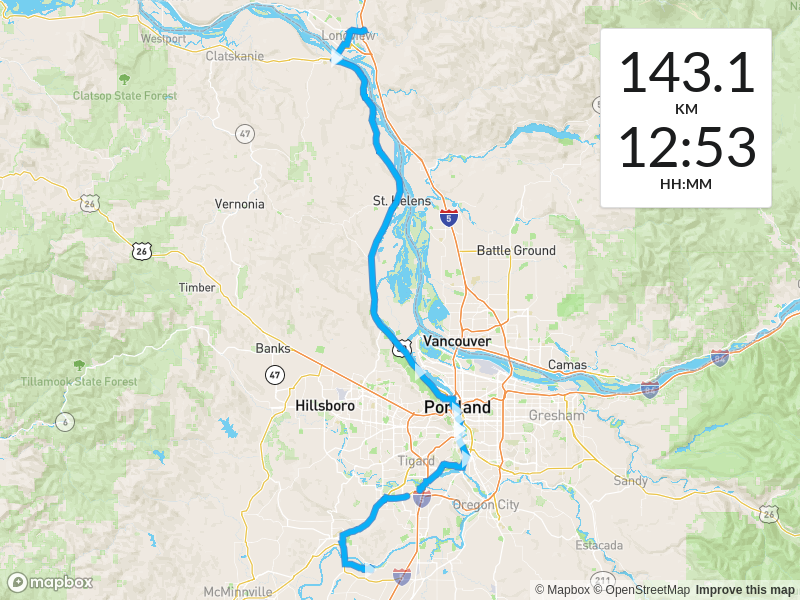 Longview
Westport
Clatskanie
143.1
KM
12:53
HH:MM
Clatsop State Forest
47
Vernonia
St. Helens
26
5
26
Battle Ground
Timber
Vancouver
Banks
Camas
84
47
Tillamook State Forest
84
Hillsboro
Portland
Gresham
6
Tigard
Sandy
Oregon City
26
Estacada
McMinnville
211
mapbox
© Mapbox © OpenStreetMap Improve this map